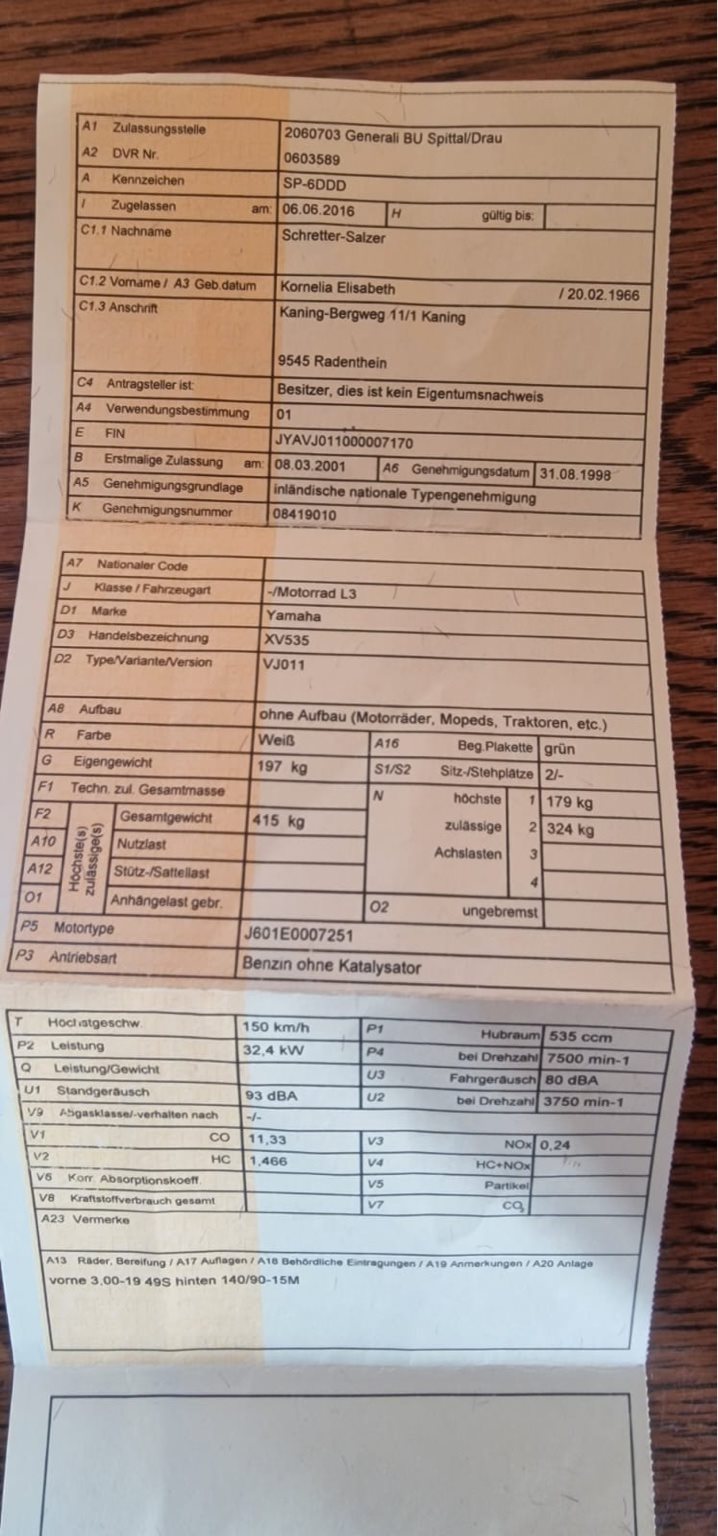 A1 Zulassungsstelle 2060703 Generali BU Spittal/Drau
A2 DVR Nr. 0603589
A Kennzeichen SP-6DDD
I Zugelassen am: 06.06.2016 H gültig bis:
C1.1 Nachname Schretter-Salzer
C1.2 Vorname / A3 Geb.datum Kornelia Elisabeth / 20.02.1966
C1.3 Anschrift Kaning-Bergweg 11/1 Kaning
9545 Radenthein
C4 Antragsteller ist: Besitzer, dies ist kein Eigentumsnachweis
A4 Verwendungsbestimmung 01
E FIN JYAVJ011000007170
B Erstmalige Zulassung am: 08.03.2001 A6 Genehmigungsdatum 31.08.1998
A5 Genehmigungsgrundlage inländische nationale Typengenehmigung
K Genehmigungsnummer 08419010
A7 Nationaler Code
J Klasse / Fahrzeugart -/Motorrad L3
D1 Marke Yamaha
D3 Handelsbezeichnung XV535
D2 Type/Variante/Version VJ011
A8 Aufbau ohne Aufbau (Motorräder, Mopeds, Traktoren, etc.)
R Farbe Weiß A16 Beg.Plakette grün
G Eigengewicht 197 kg S1/S2 Sitz-/Stehplätze 2/-
F1 Techn. zul. Gesamtmasse N höchste 1 179 kg
F2 Höchste(s) zulässige(s) Gesamtgewicht 415 kg zulässige 2 324 kg
A10 Nutzlast Achslasten 3
A12 Stütz-/Sattellast 4
O1 Anhängelast gebr. O2 ungebremst
P5 Motortype J601E0007251
P3 Antriebsart Benzin ohne Katalysator
T Höchstgeschw. 150 km/h P1 Hubraum 535 ccm
P2 Leistung 32,4 kW P4 bei Drehzahl 7500 min-1
Q Leistung/Gewicht U3 Fahrgeräusch 80 dBA
U1 Standgeräusch 93 dBA U2 bei Drehzahl 3750 min-1
V9 Abgasklasse/-verhalten nach -/-
V1 CO 11,33 V3 NOx 0,24
V2 HC 1,466 V4 HC+NOx
V6 Korr. Absorptionskoeff. V5 Partikel
V8 Kraftstoffverbrauch gesamt V7 CO₂
A23 Vermerke
A13 Räder, Bereifung / A17 Auflagen / A18 Behördliche Eintragungen / A19 Anmerkungen / A20 Anlage
vorne 3,00-19 49S hinten 140/90-15M